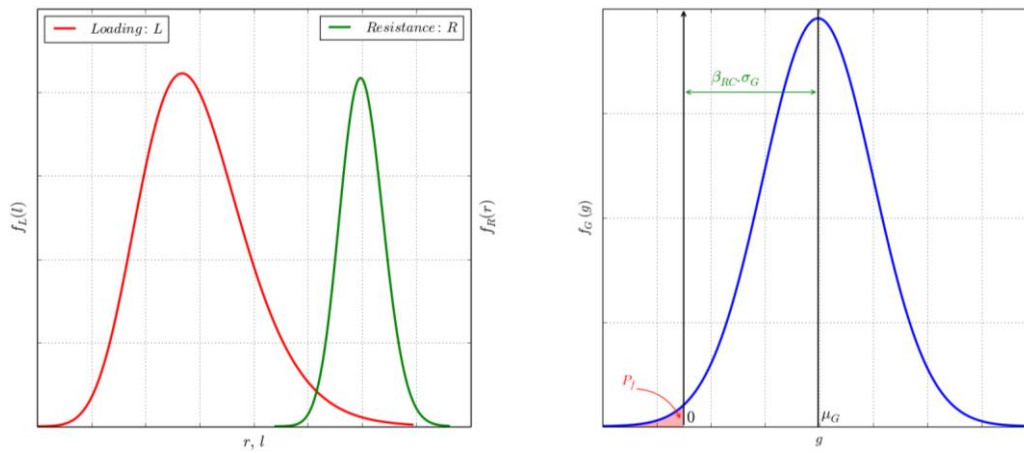 Loading: L
Resistance: R
f_L(l)
f_R(r)
r, l
β_RC.σ_G
f_G(g)
P_f
0
μ_G
g